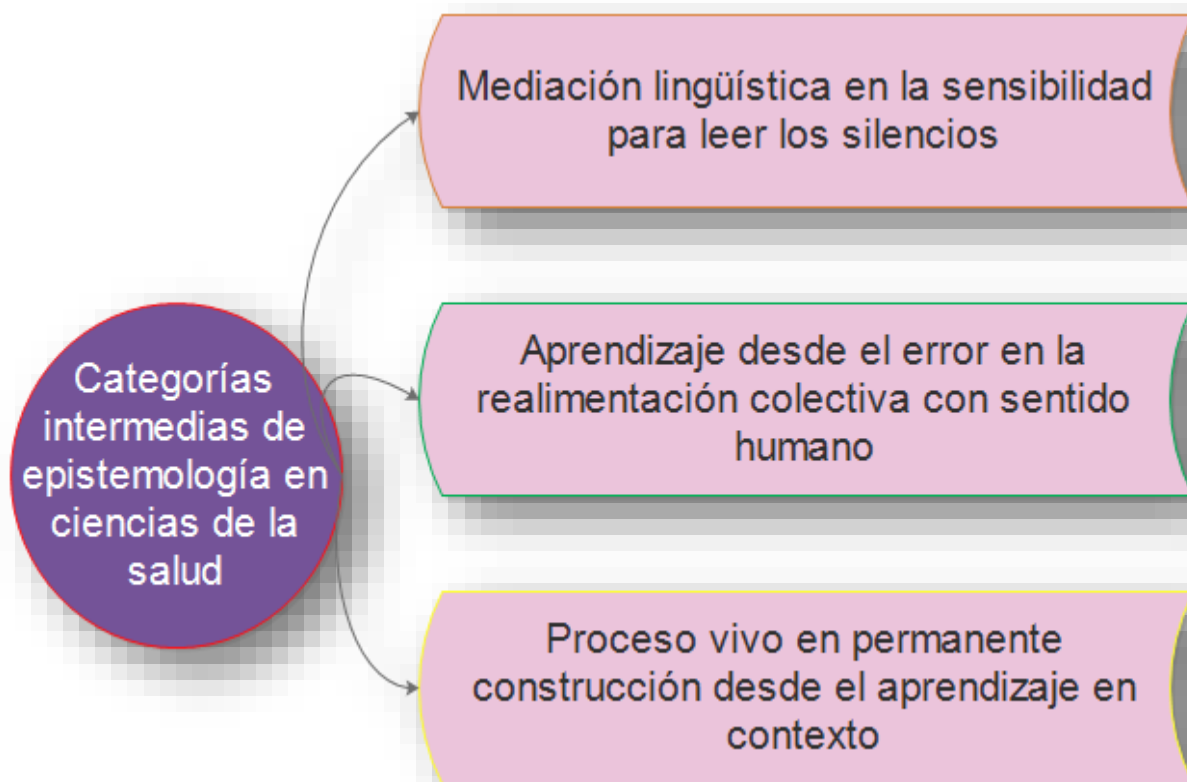 Mediación lingüística en la sensibilidad
para leer los silencios
Categorías
intermedias de
epistemología en
ciencias de la
salud
Aprendizaje desde el error en la
realimentación colectiva con sentido
humano
Proceso vivo en permanente
construcción desde el aprendizaje en
contexto